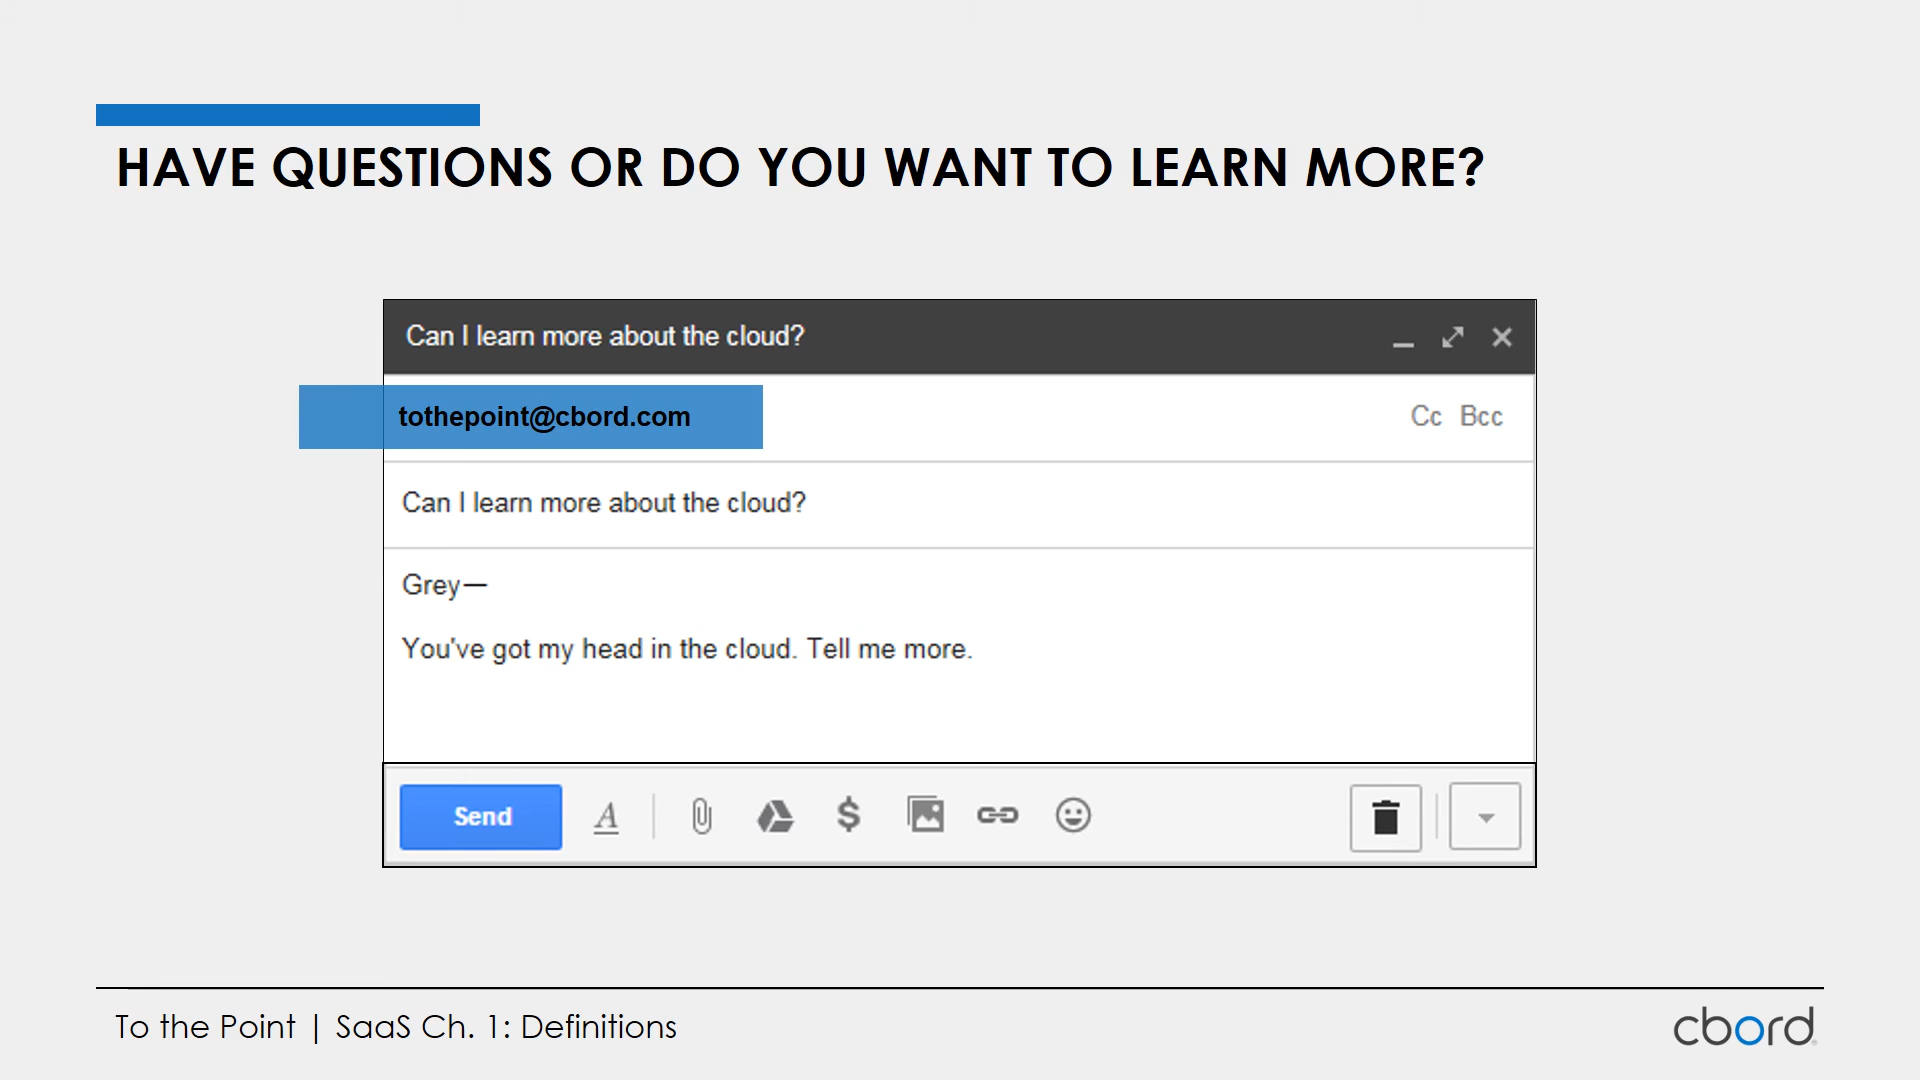 HAVE QUESTIONS OR DO YOU WANT TO LEARN MORE?
Can I learn more about the cloud?
tothepoint@cbord.com
Cc Bcc
Can I learn more about the cloud?
Grey—
You've got my head in the cloud. Tell me more.
Send
To the Point | SaaS Ch. 1: Definitions
cbord